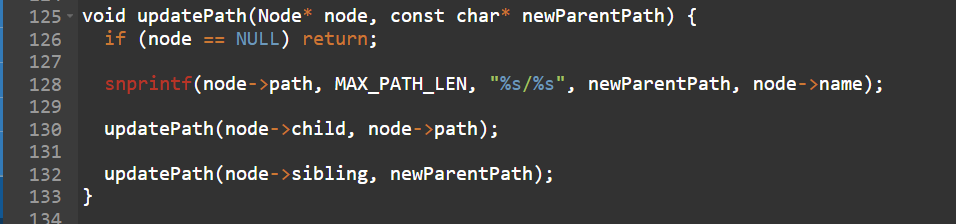 125 void updatePath(Node* node, const char* newParentPath) {
126   if (node == NULL) return;
127
128   snprintf(node->path, MAX_PATH_LEN, "%s/%s", newParentPath, node->name);
129
130   updatePath(node->child, node->path);
131
132   updatePath(node->sibling, newParentPath);
133 }
134